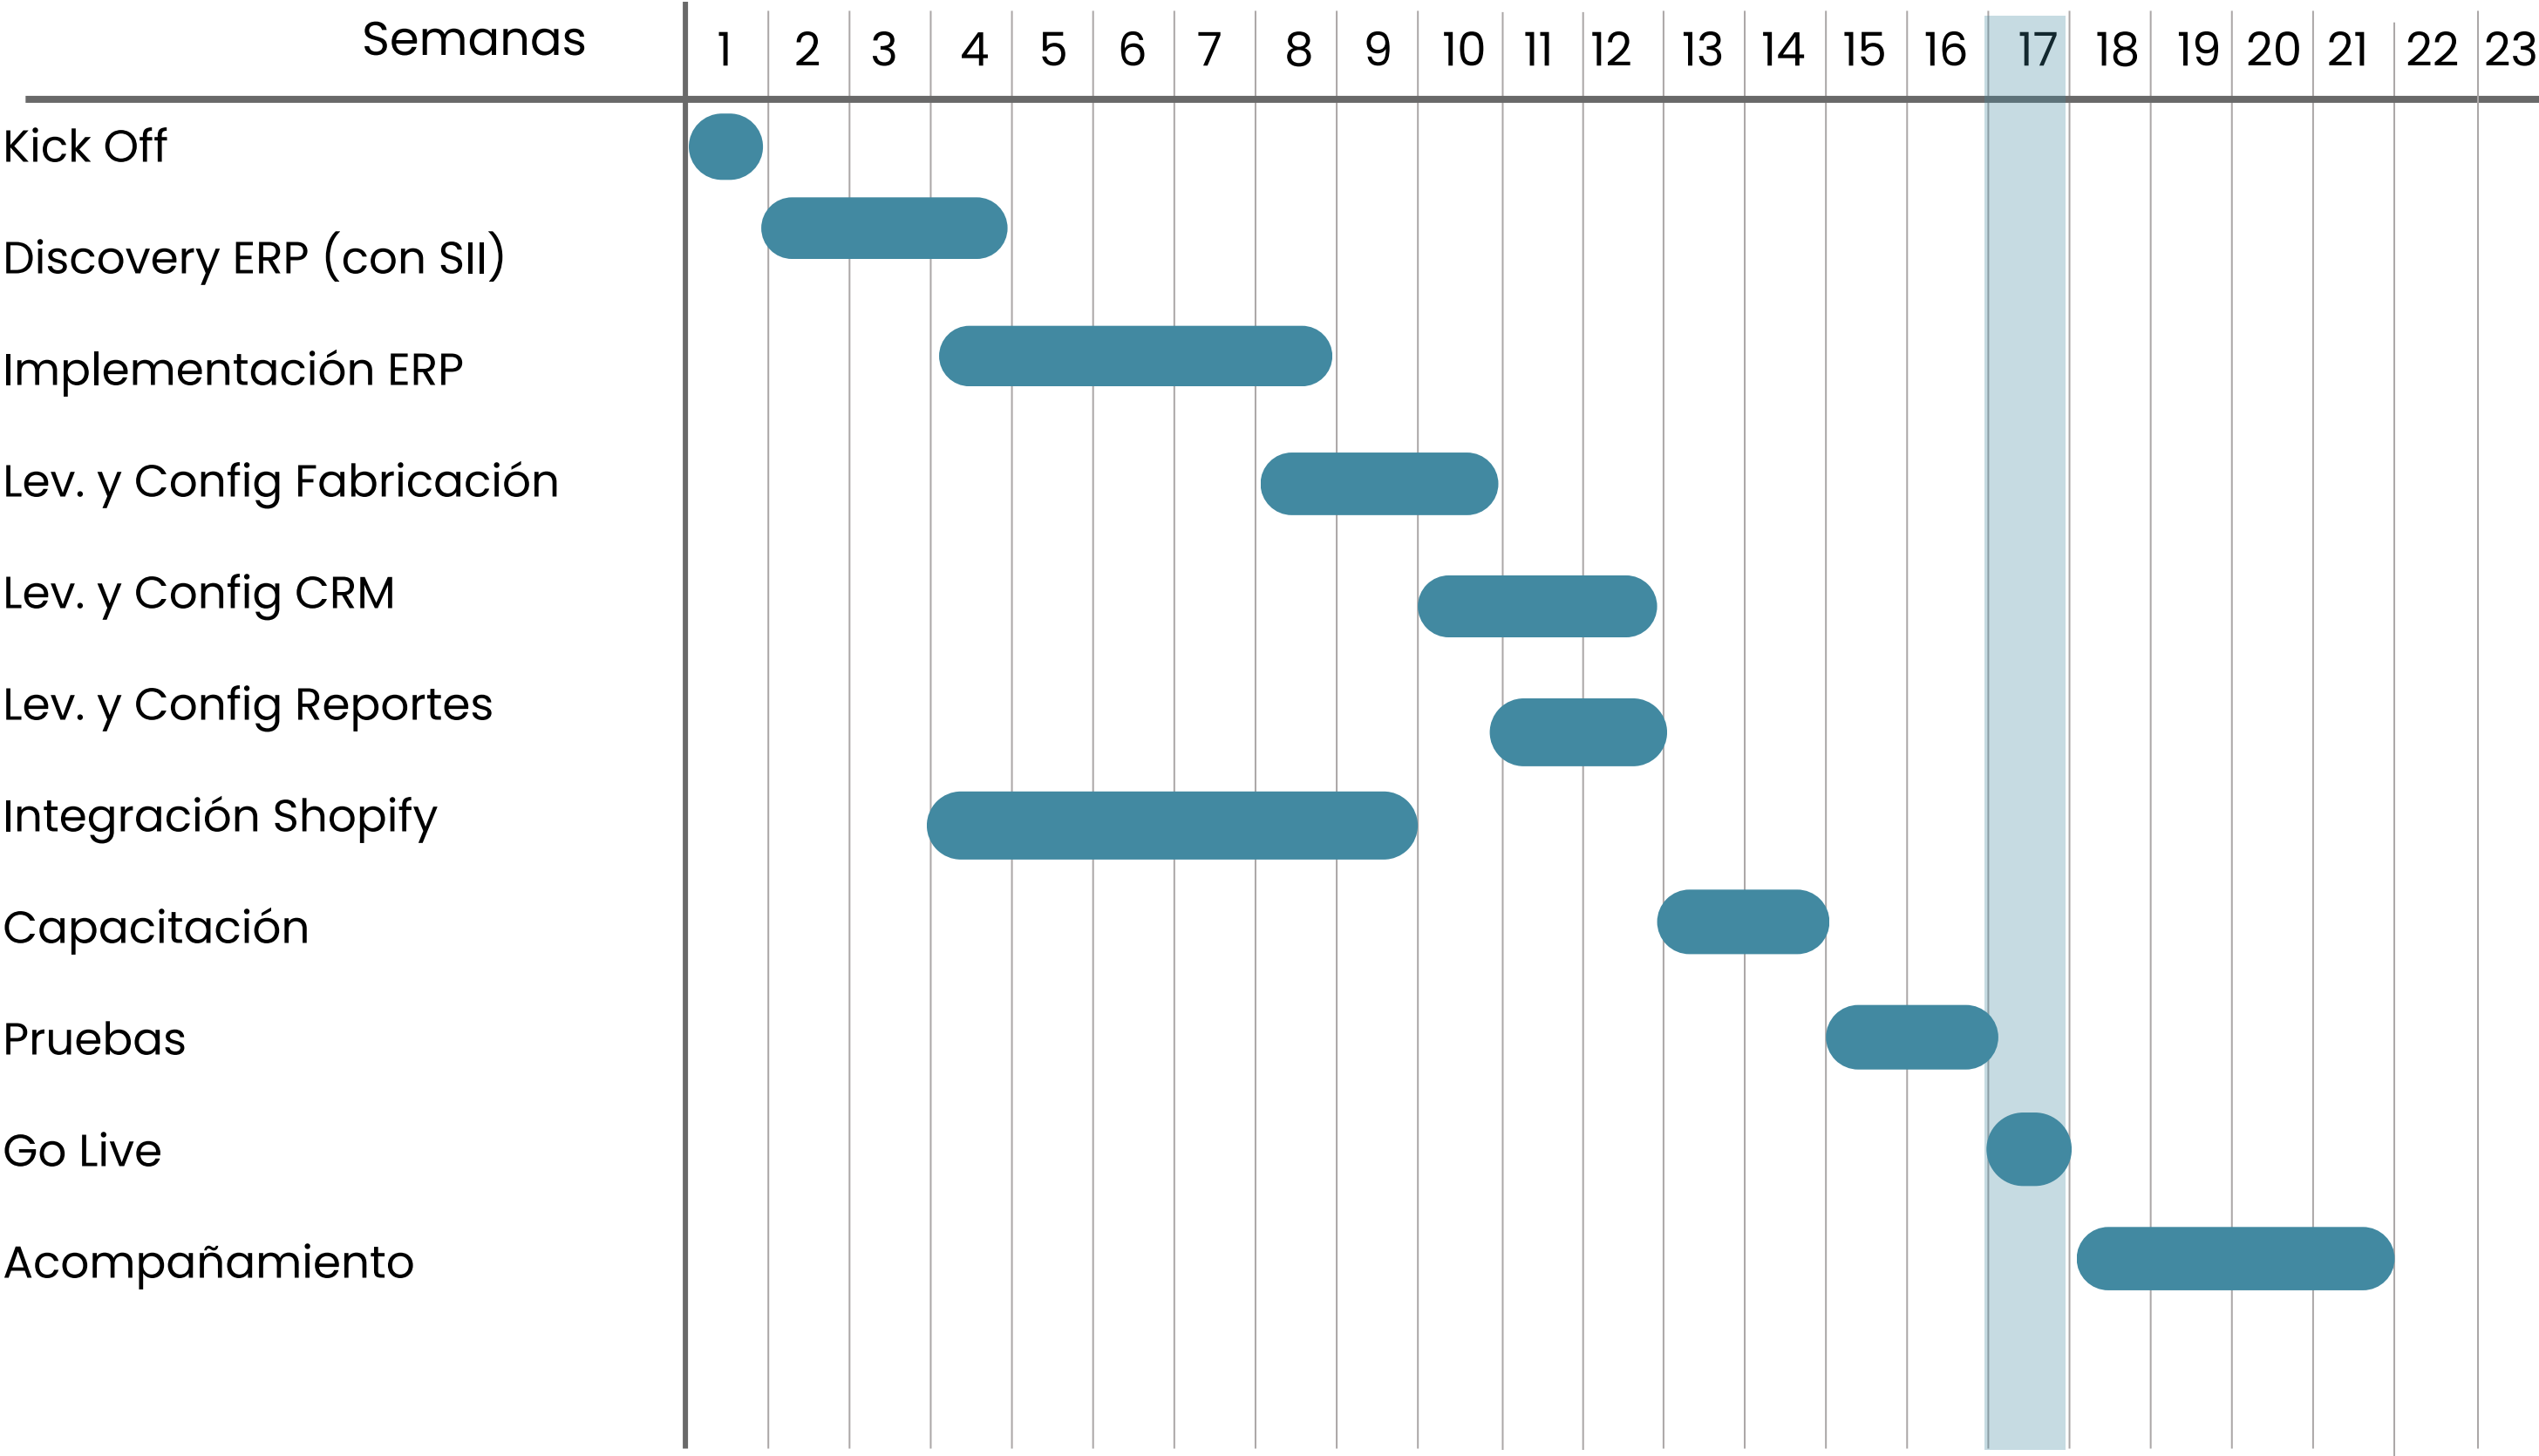 Semanas 1 2 3 4 5 6 7 8 9 10 11 12 13 14 15 16 17 18 19 20 21 22 23
Kick Off
Discovery ERP (con SII)
Implementación ERP
Lev. y Config Fabricación
Lev. y Config CRM
Lev. y Config Reportes
Integración Shopify
Capacitación
Pruebas
Go Live
Acompañamiento